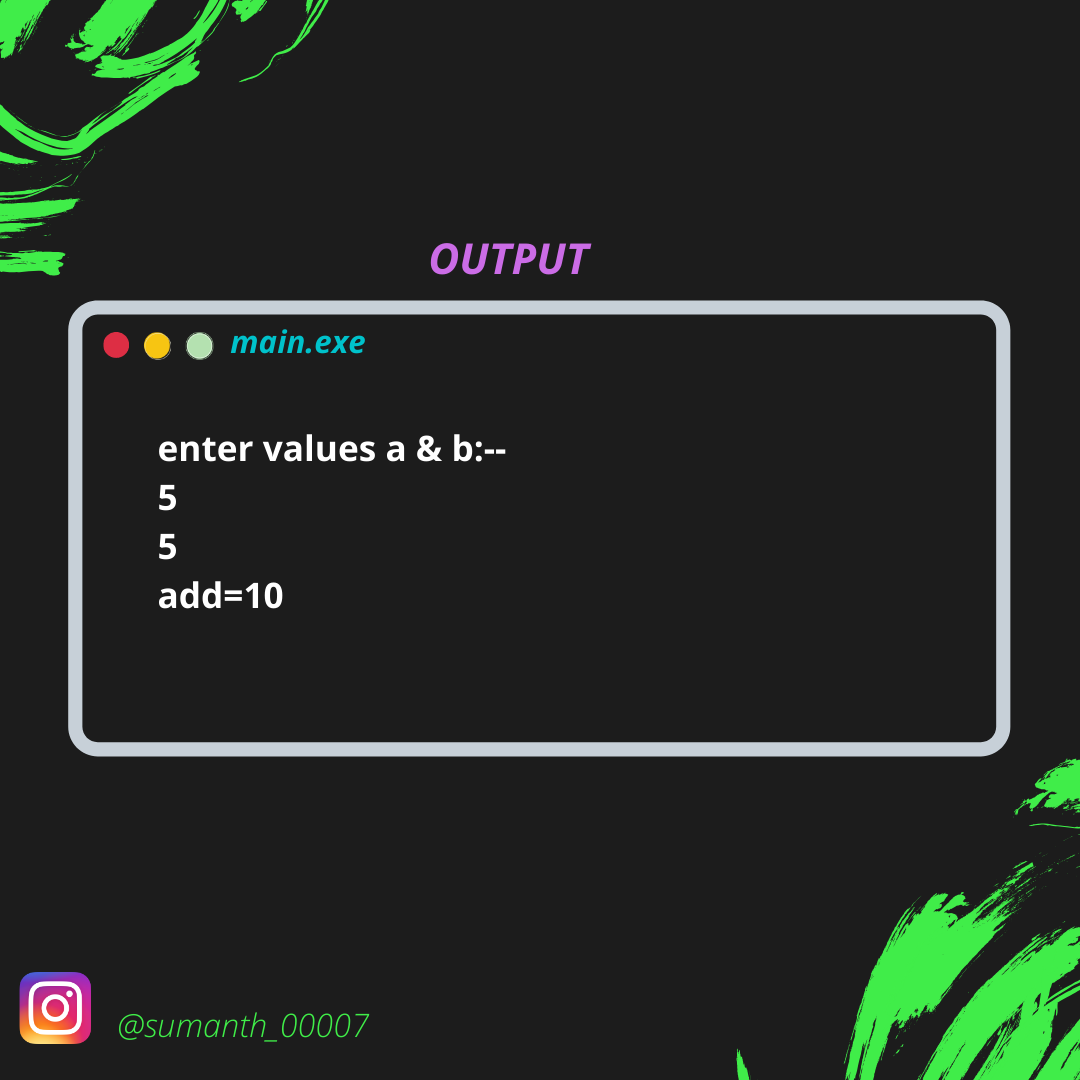 OUTPUT
main.exe
enter values a & b:--
5
5
add=10
@sumanth_00007